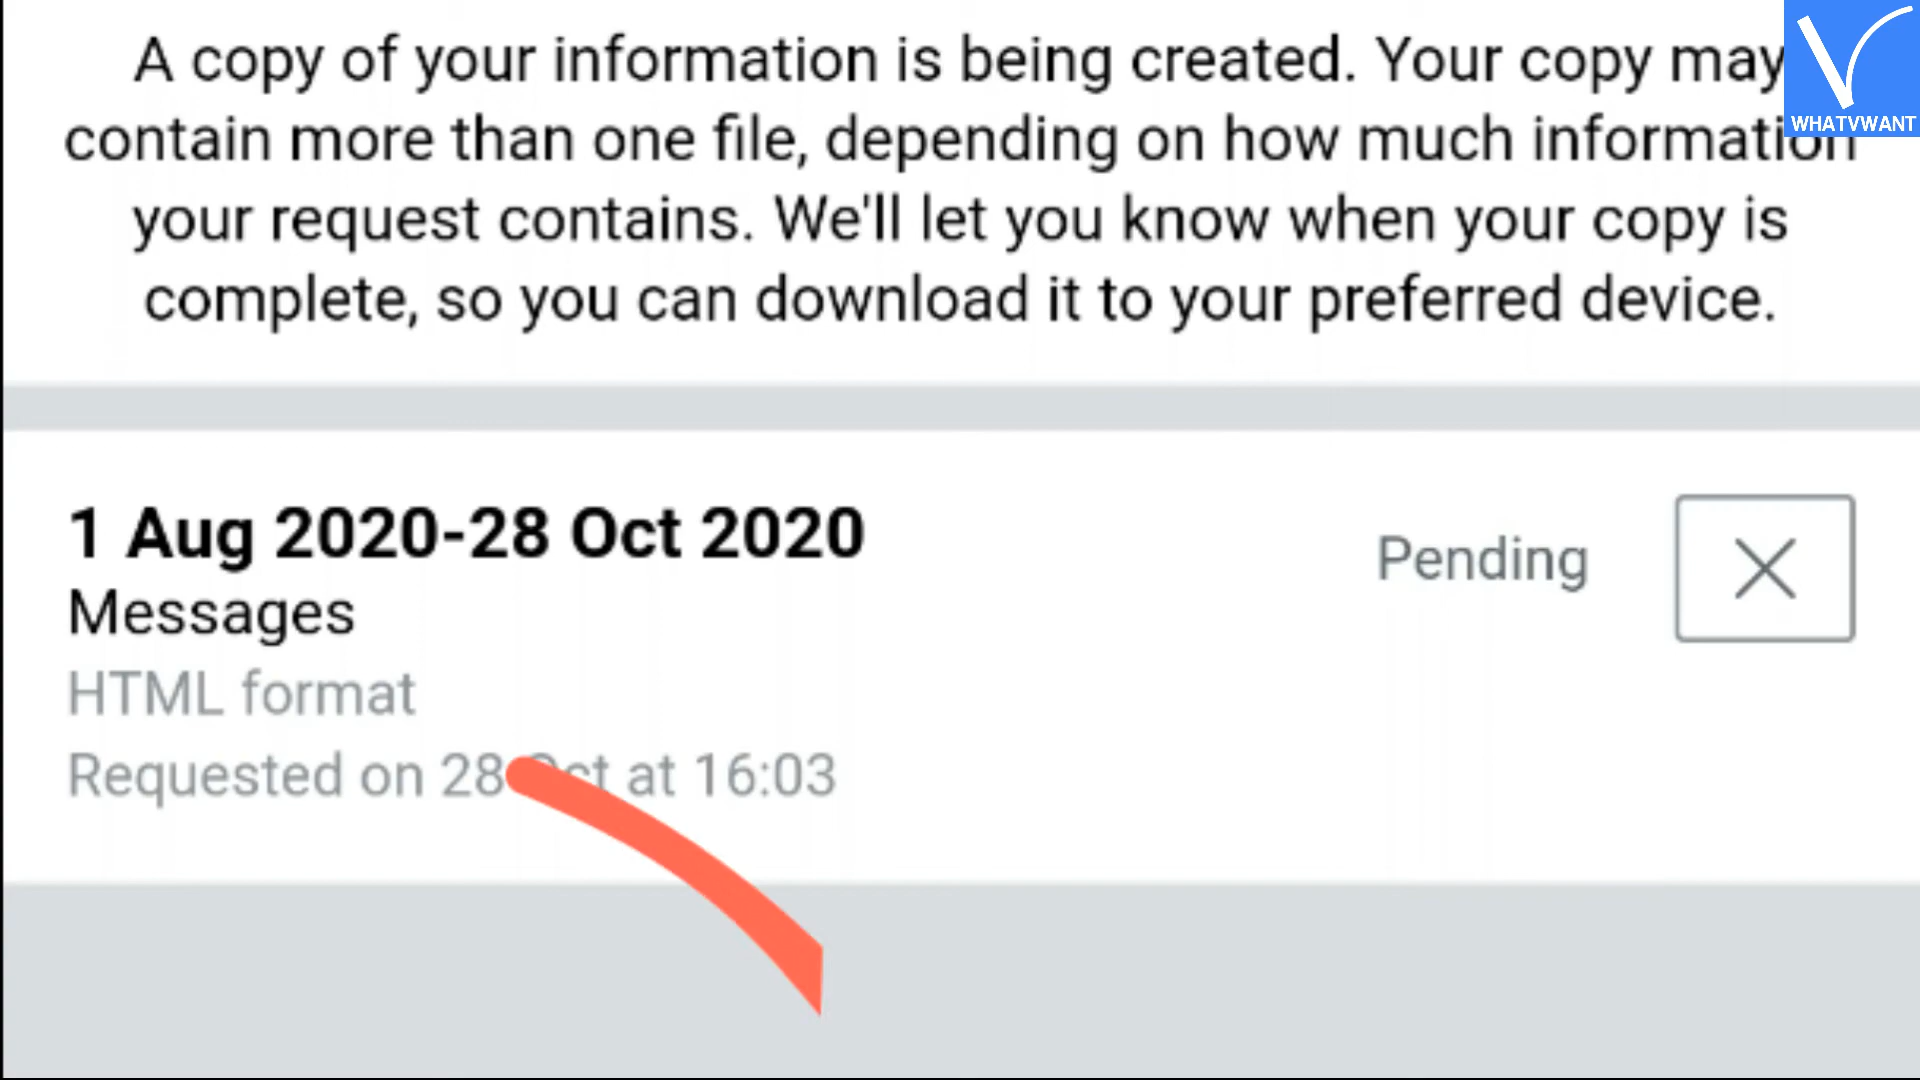 A copy of your information is being created. Your copy may
contain more than one file, depending on how much information
your request contains. We'll let you know when your copy is
complete, so you can download it to your preferred device.
WHATVWANT
1 Aug 2020-28 Oct 2020
Pending
Messages
HTML format
Requested on 28 Oct at 16:03